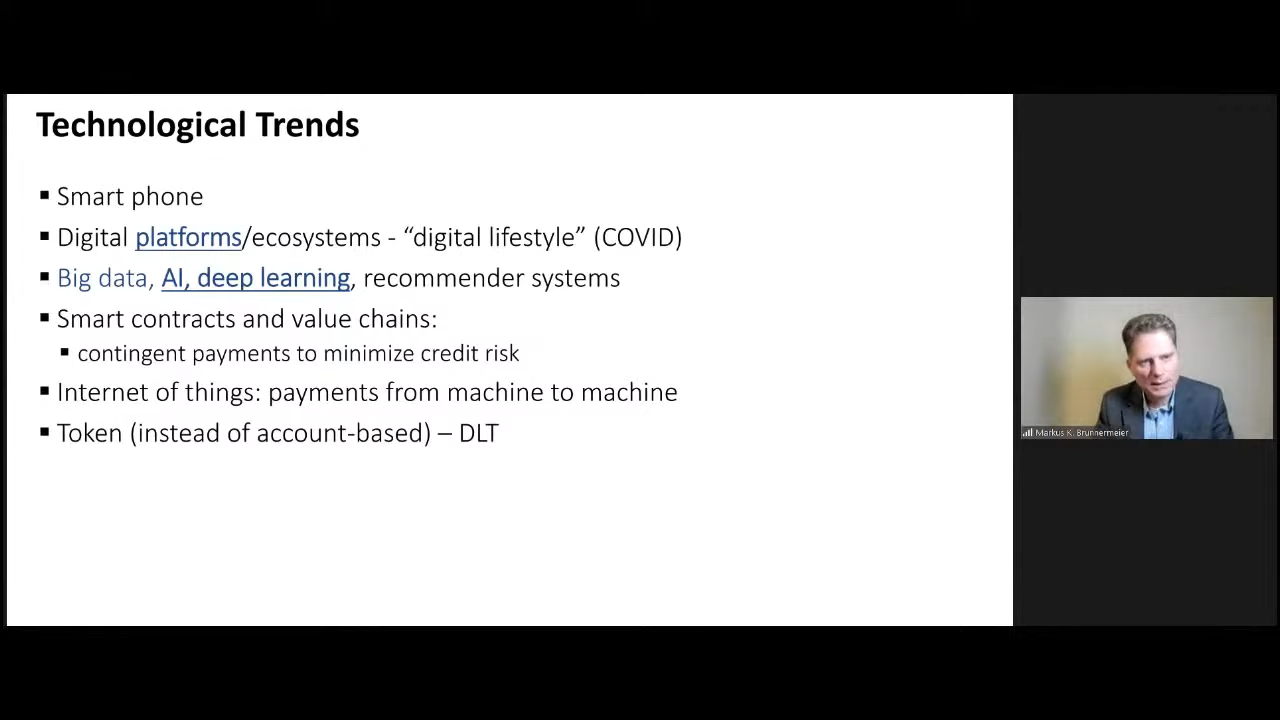 Technological Trends
▪ Smart phone
▪ Digital platforms/ecosystems - “digital lifestyle” (COVID)
▪ Big data, AI, deep learning, recommender systems
▪ Smart contracts and value chains:
▪ contingent payments to minimize credit risk
▪ Internet of things: payments from machine to machine
▪ Token (instead of account-based) – DLT
Markus K. Brunnermeier